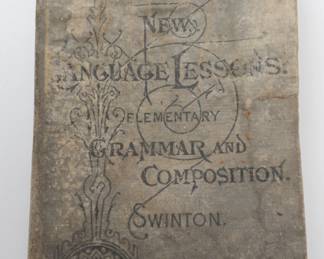 NEW
LANGUAGE LESSONS:
ELEMENTARY
GRAMMAR AND
COMPOSITION.
SWINTON.